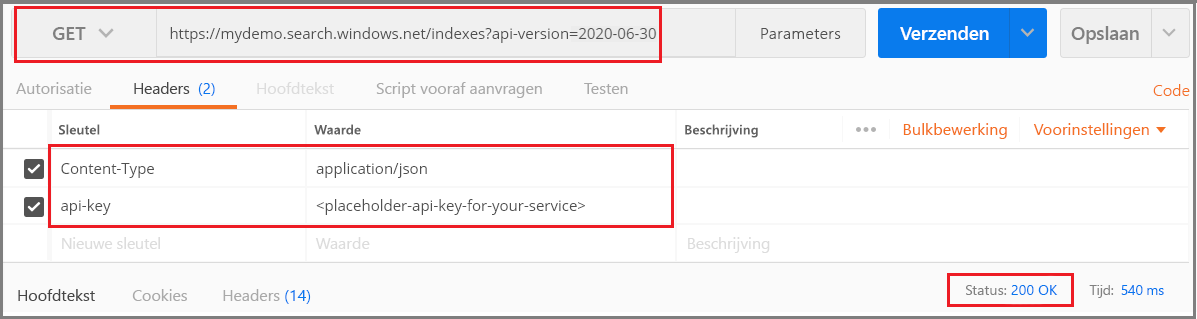 GET https://mydemo.search.windows.net/indexes?api-version=2020-06-30 Parameters Verzenden Opslaan
Autorisatie Headers (2) Hoofdtekst Script vooraf aanvragen Testen Code
Sleutel Waarde Beschrijving ••• Bulkbewerking Voorinstellingen
Content-Type application/json
api-key <placeholder-api-key-for-your-service>
Nieuwe sleutel Waarde Beschrijving
Hoofdtekst Cookies Headers (14) Status: 200 OK Tijd: 540 ms